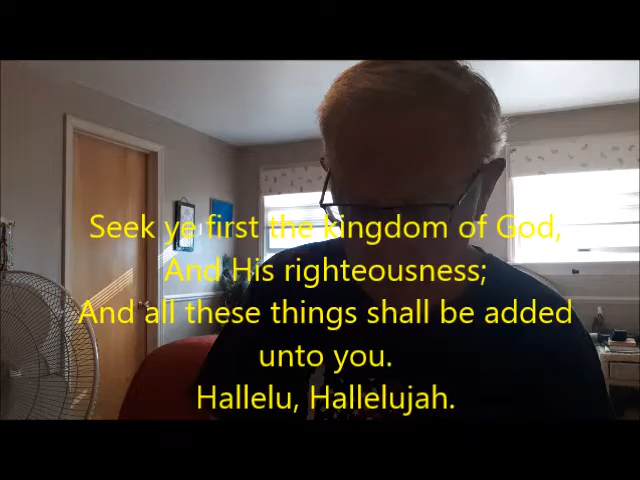 Seek ye first the kingdom of God,
And His righteousness;
And all these things shall be added
unto you.
Hallelu, Hallelujah.